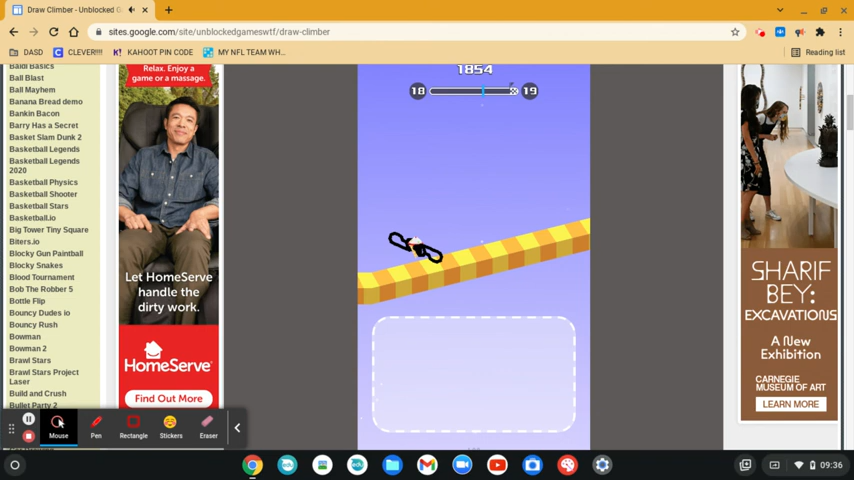 Draw Climber - Unblocked G
sites.google.com/site/unblockedgameswtf/draw-climber
DASD
CLEVER!!!!
KAHOOT PIN CODE
MY NFL TEAM WH...
Reading list
Baldi Basics
Ball Blast
Ball Mayhem
Banana Bread demo
Bankin Bacon
Barry Has a Secret
Basket Slam Dunk 2
Basketball Legends
Basketball Legends
2020
Basketball Physics
Basketball Shooter
Basketball Stars
Basketball.io
Big Tower Tiny Square
Biters.io
Blocky Gun Paintball
Blocky Snakes
Blood Tournament
Bob The Robber 5
Bottle Flip
Bouncy Dudes io
Bouncy Rush
Bowman
Bowman 2
Brawl Stars
Brawl Stars Project
Laser
Build and Crush
Bullet Party 2
Relax. Enjoy a
game or a massage.
Let HomeServe
handle the
dirty work.
HomeServe
Find Out More
1854
18
19
SHARIF
BEY:
EXCAVATIONS
A New
Exhibition
CARNEGIE
MUSEUM OF ART
LEARN MORE
Mouse
Pen
Rectangle
Stickers
Eraser
09:36